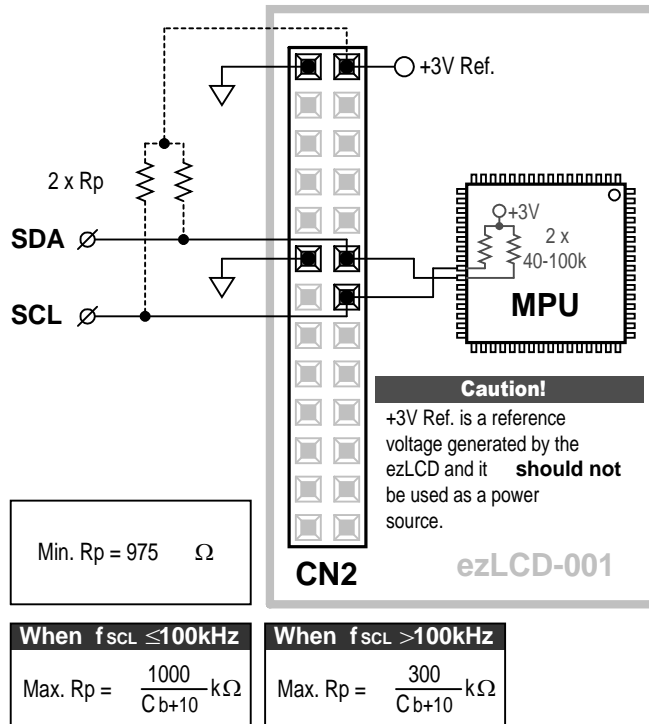 +3V Ref.
2 x Rp
+3V
2 x
40-100k
SDA
MPU
SCL
Caution!
+3V Ref. is a reference
voltage generated by the
ezLCD and it should not
be used as a power
source.
Min. Rp = 975 Ω
CN2
ezLCD-001
When fSCL ≤100kHz
Max. Rp = 1000 / Cb+10 kΩ
When fSCL >100kHz
Max. Rp = 300 / Cb+10 kΩ